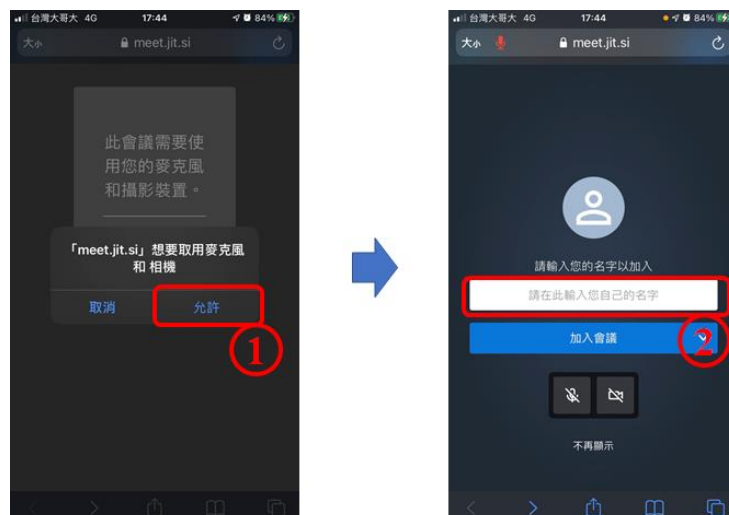 台灣大哥大 4G 17:44 84%
大小 meet.jit.si
此會議需要使
用您的麥克風
和攝影裝置。
「meet.jit.si」想要取用麥克風
和 相機
取消 允許
1
台灣大哥大 4G 17:44 84%
大小 meet.jit.si
請輸入您的名字以加入
請在此輸入您自己的名字
加入會議
2
不再顯示